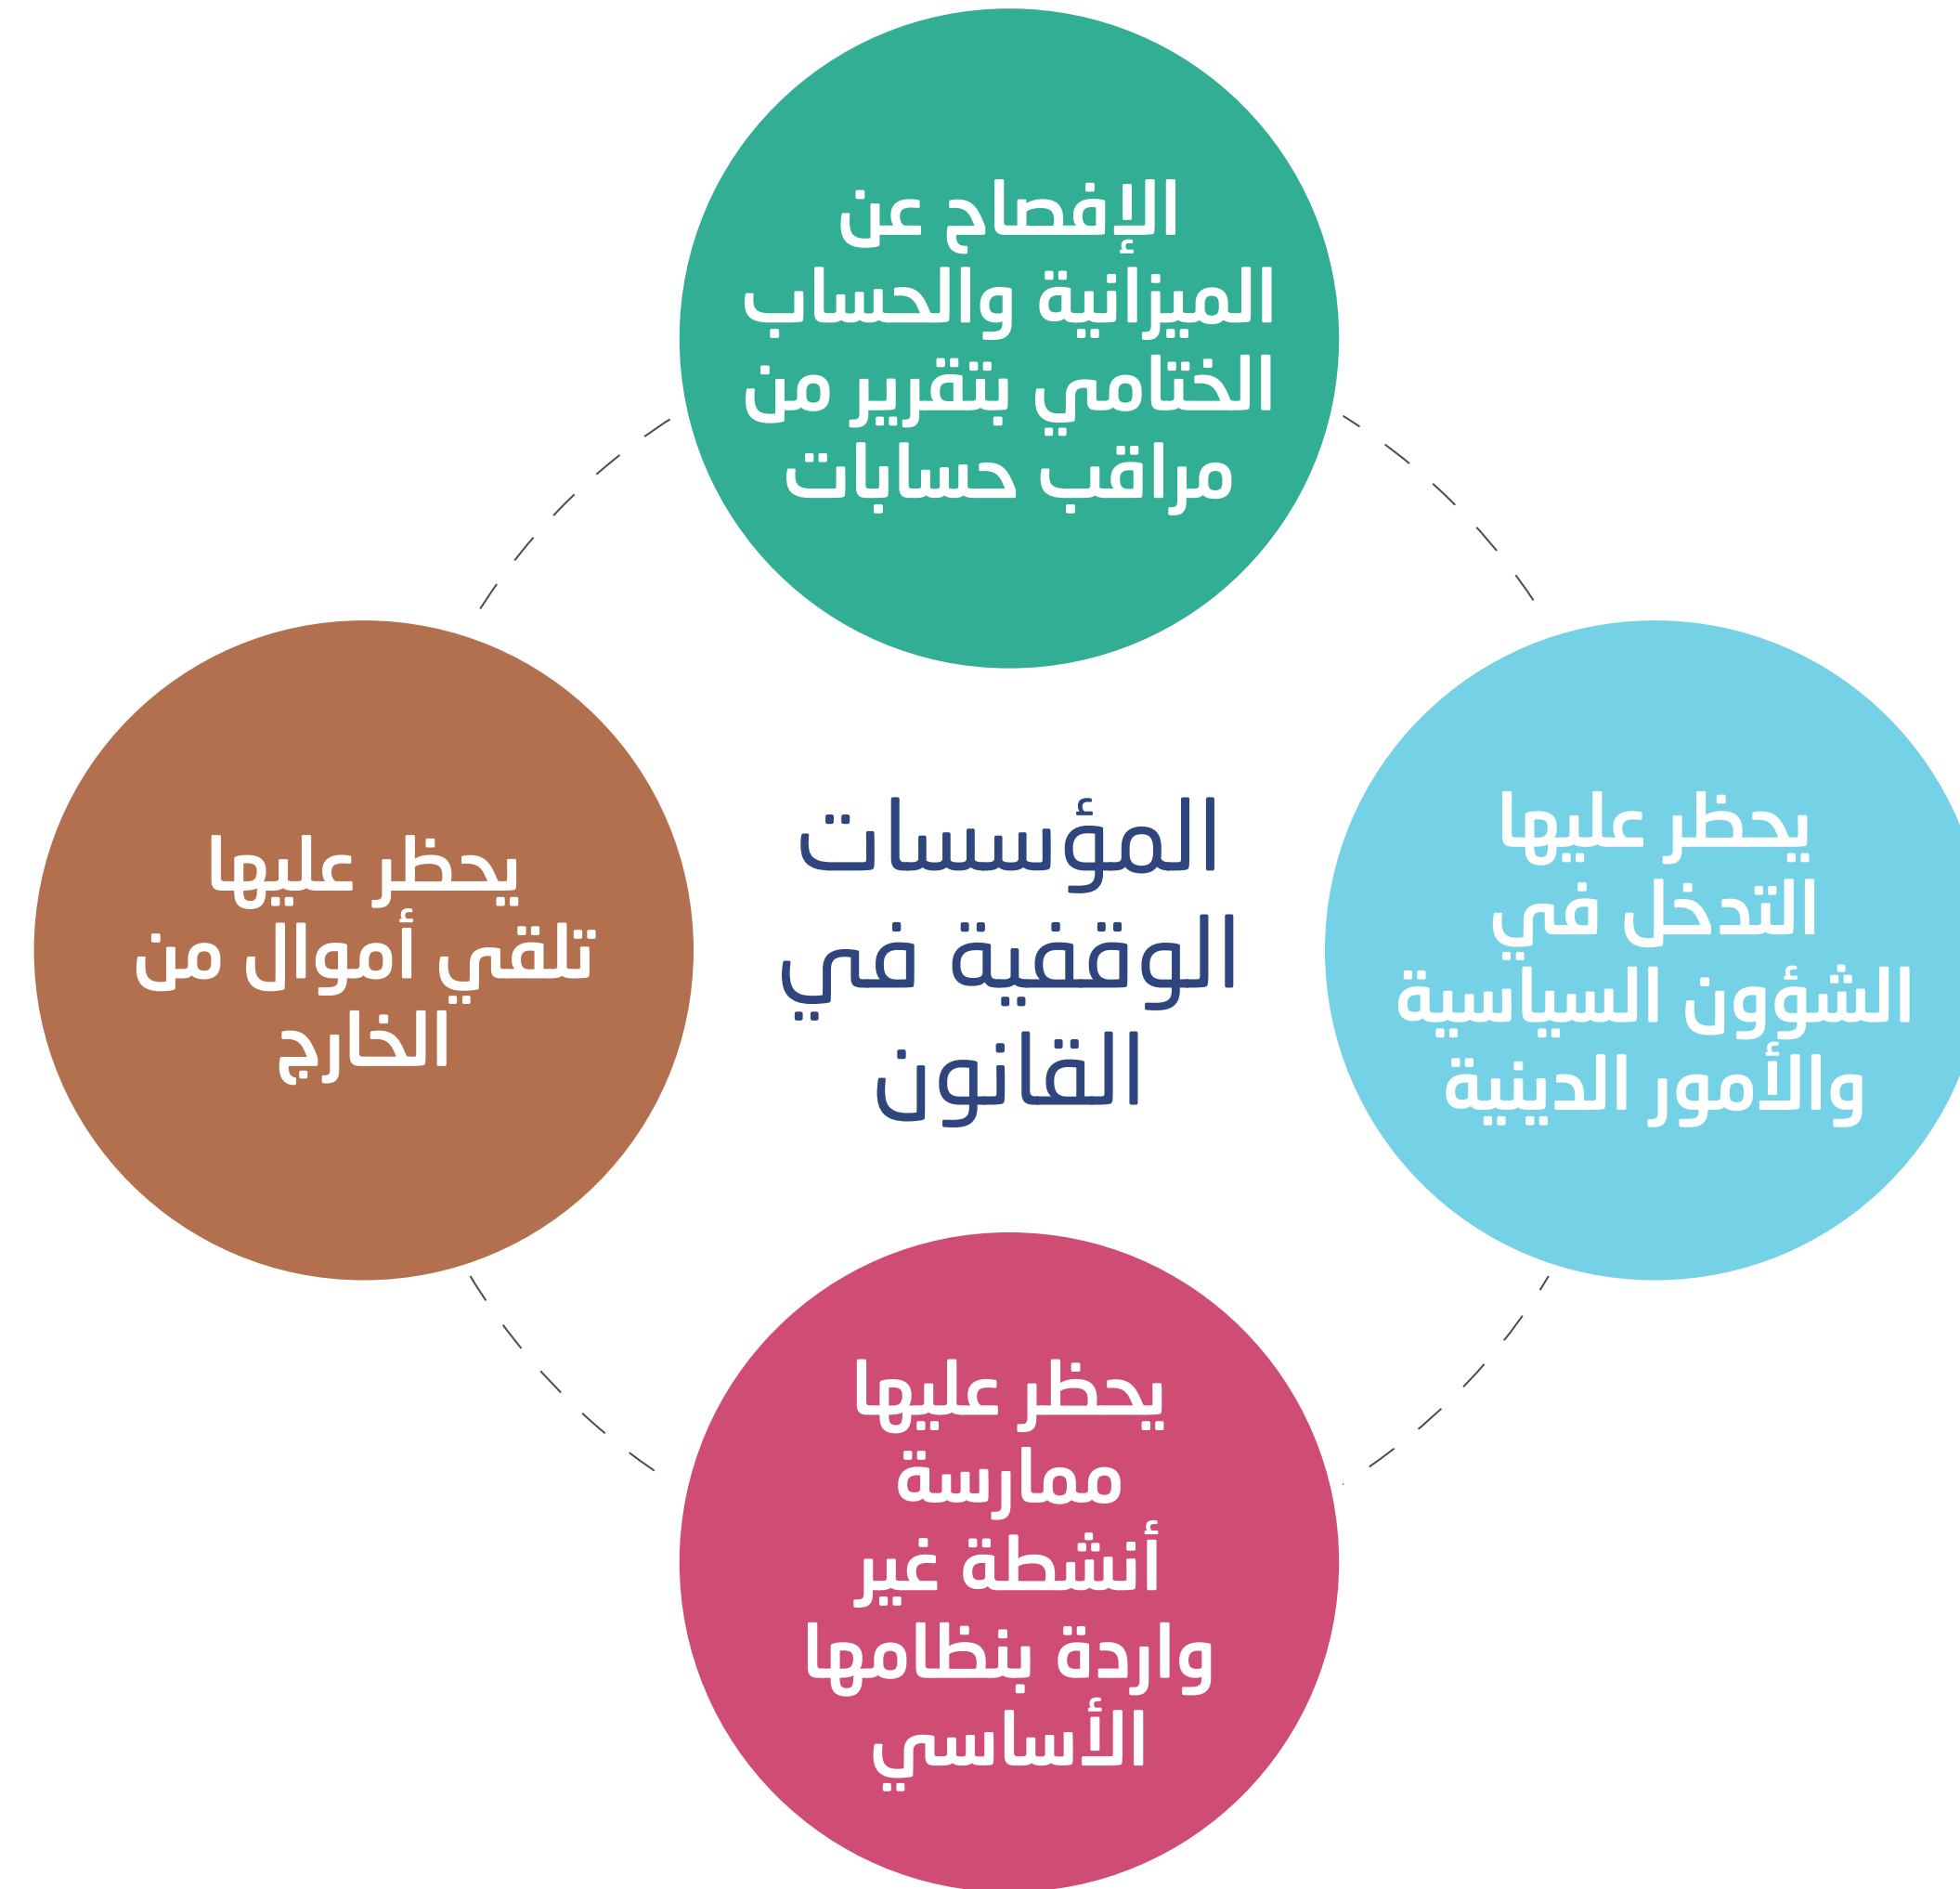 الإفصاح عن
الميزانية والحساب
الختامي بتقرير من
مراقب حسابات
يحظر عليها
التدخل في
الشؤون السياسية
والأمور الدينية
المؤسسات
الوقفية في
القانون
يحظر عليها
تلقي أموال من
الخارج
يحظر عليها
ممارسة
أنشطة غير
واردة بنظامها
الأساسي